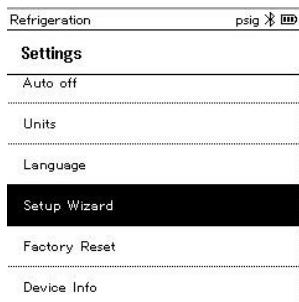 Refrigeration psig
Settings
Auto off
Units
Language
Setup Wizard
Factory Reset
Device Info